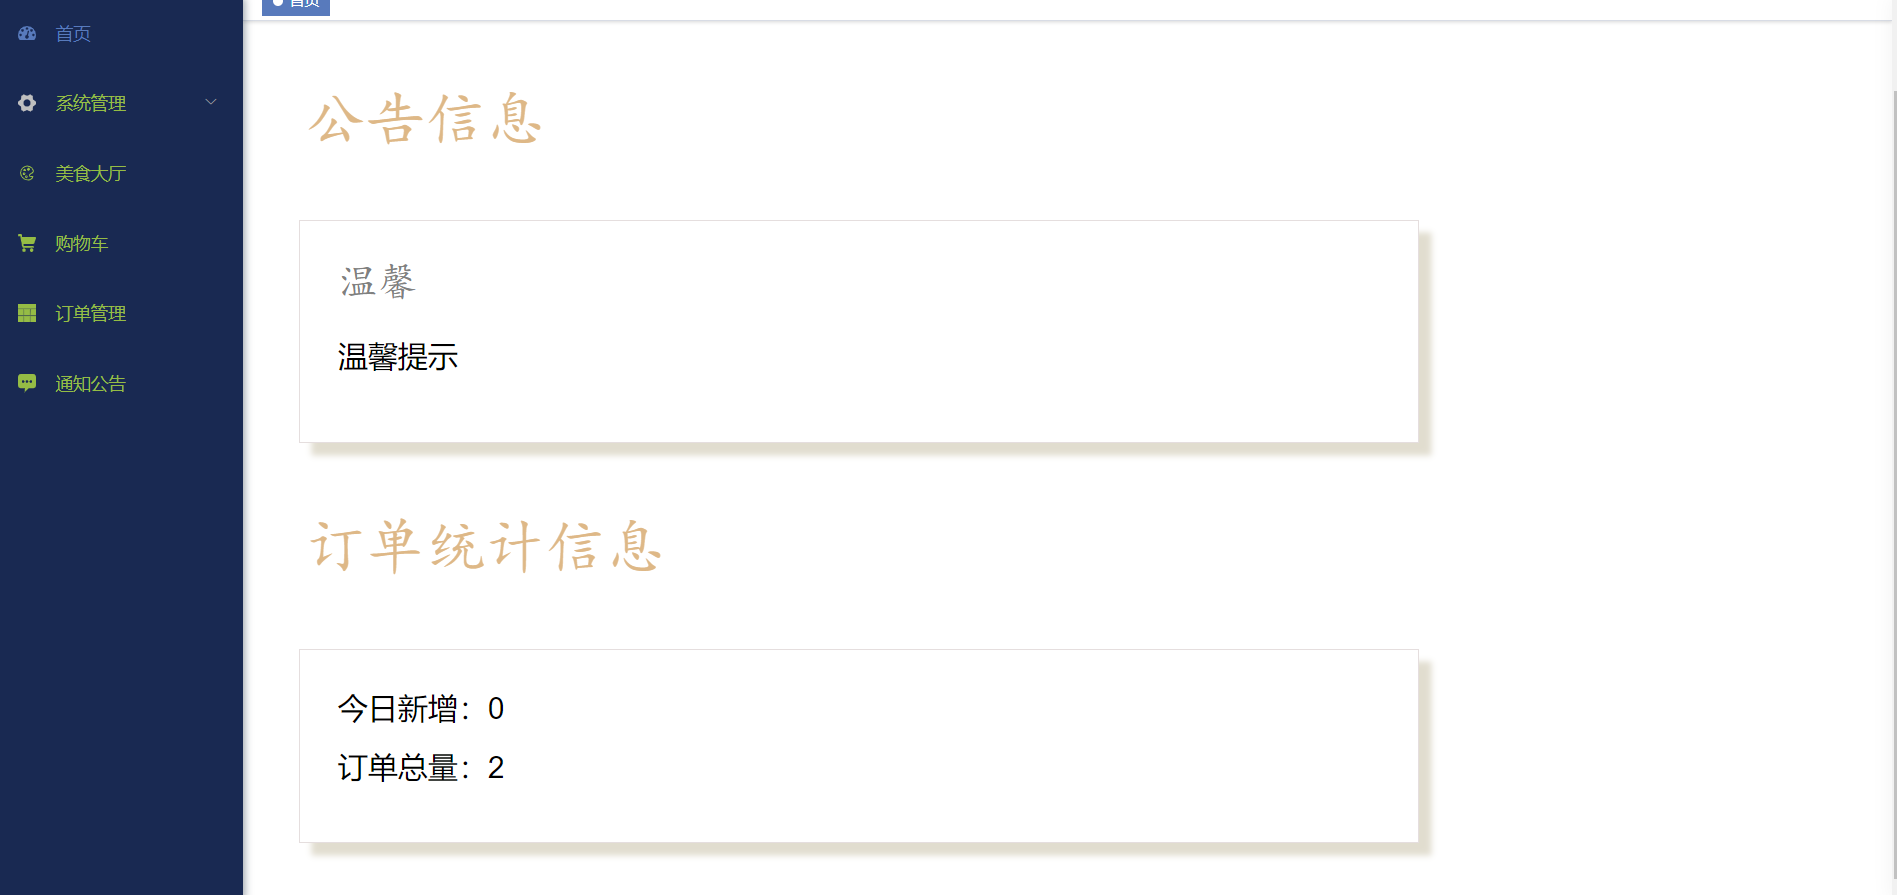 首页
系统管理
美食大厅
购物车
订单管理
通知公告
首页
公告信息
温馨
温馨提示
订单统计信息
今日新增：0
订单总量：2